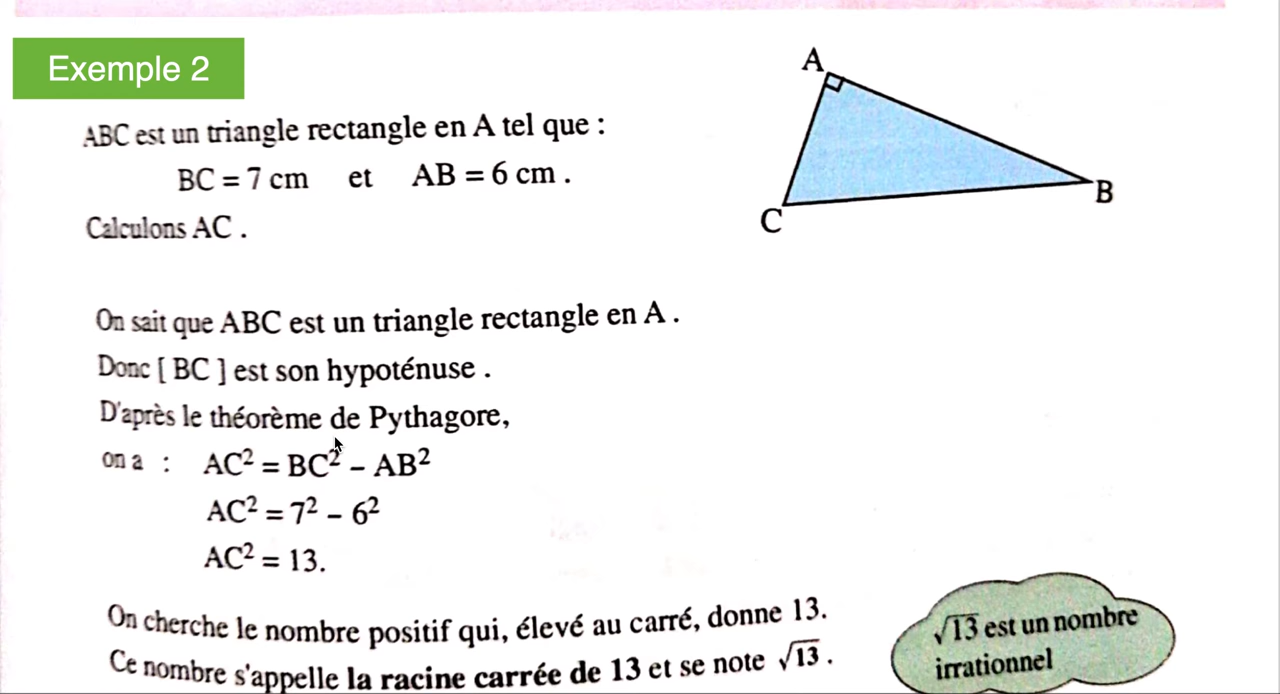 Exemple 2
ABC est un triangle rectangle en A tel que :
BC = 7 cm et AB = 6 cm .
Calculons AC .
A
B
C
On sait que ABC est un triangle rectangle en A .
Donc [ BC ] est son hypoténuse .
D'après le théorème de Pythagore,
on a : AC² = BC² – AB²
AC² = 7² – 6²
AC² = 13.
On cherche le nombre positif qui, élevé au carré, donne 13.
Ce nombre s'appelle la racine carrée de 13 et se note √13 .
√13 est un nombre
irrationnel